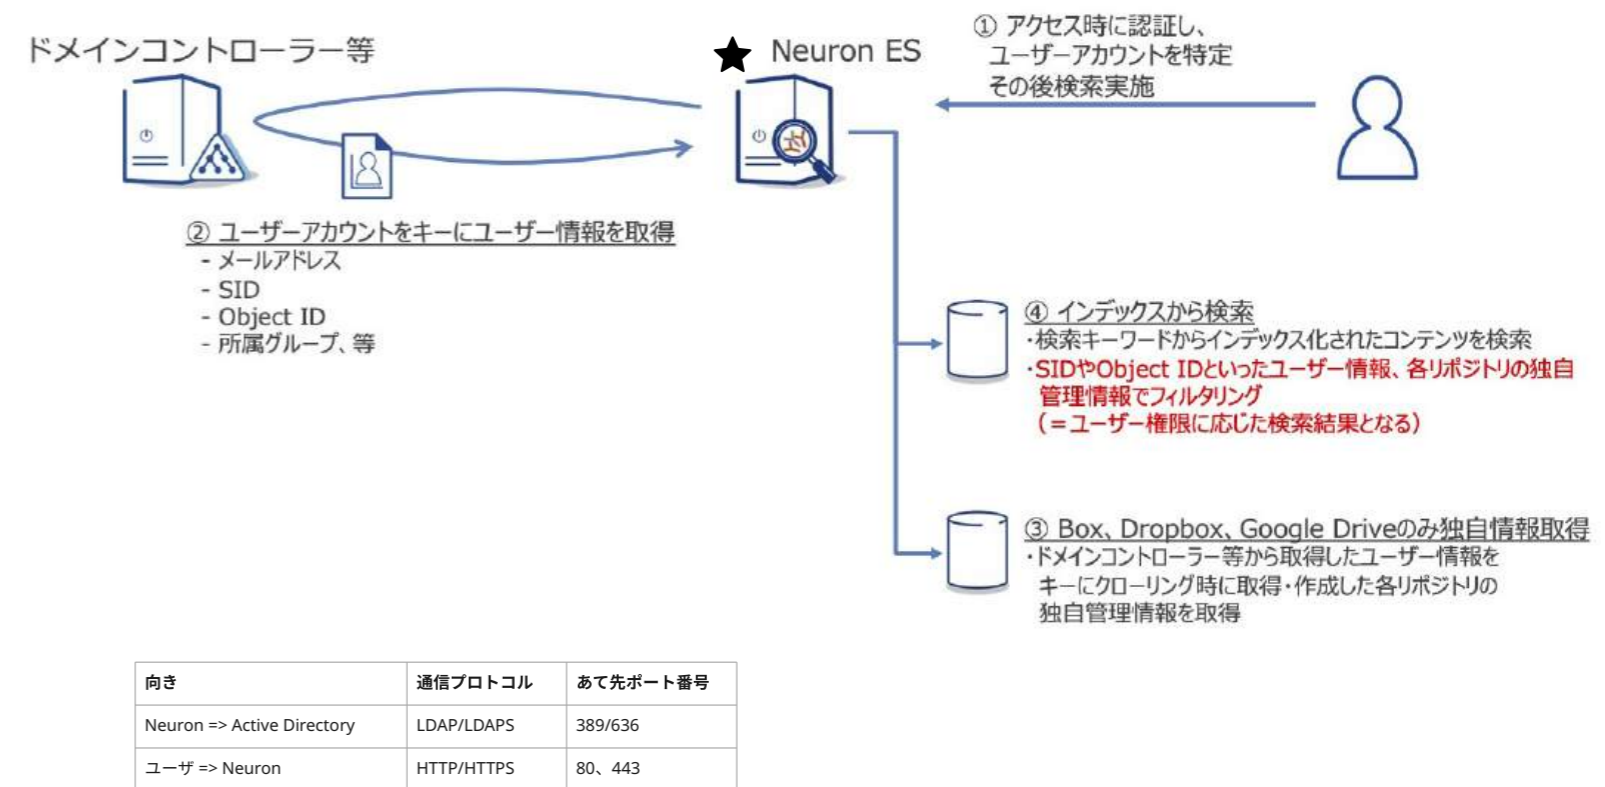 ドメインコントローラー等
★ Neuron ES
① アクセス時に認証し、
ユーザーアカウントを特定
その後検索実施
② ユーザーアカウントをキーにユーザー情報を取得
- メールアドレス
- SID
- Object ID
- 所属グループ、等
④ インデックスから検索
・検索キーワードからインデックス化されたコンテンツを検索
・SIDやObject IDといったユーザー情報、各リポジトリの独自
管理情報でフィルタリング
（＝ユーザー権限に応じた検索結果となる）
③ Box、Dropbox、Google Driveのみ独自情報取得
・ドメインコントローラー等から取得したユーザー情報を
キーにクローリング時に取得・作成した各リポジトリの
独自管理情報を取得
向き 通信プロトコル あて先ポート番号
Neuron => Active Directory LDAP/LDAPS 389/636
ユーザ => Neuron HTTP/HTTPS 80、443